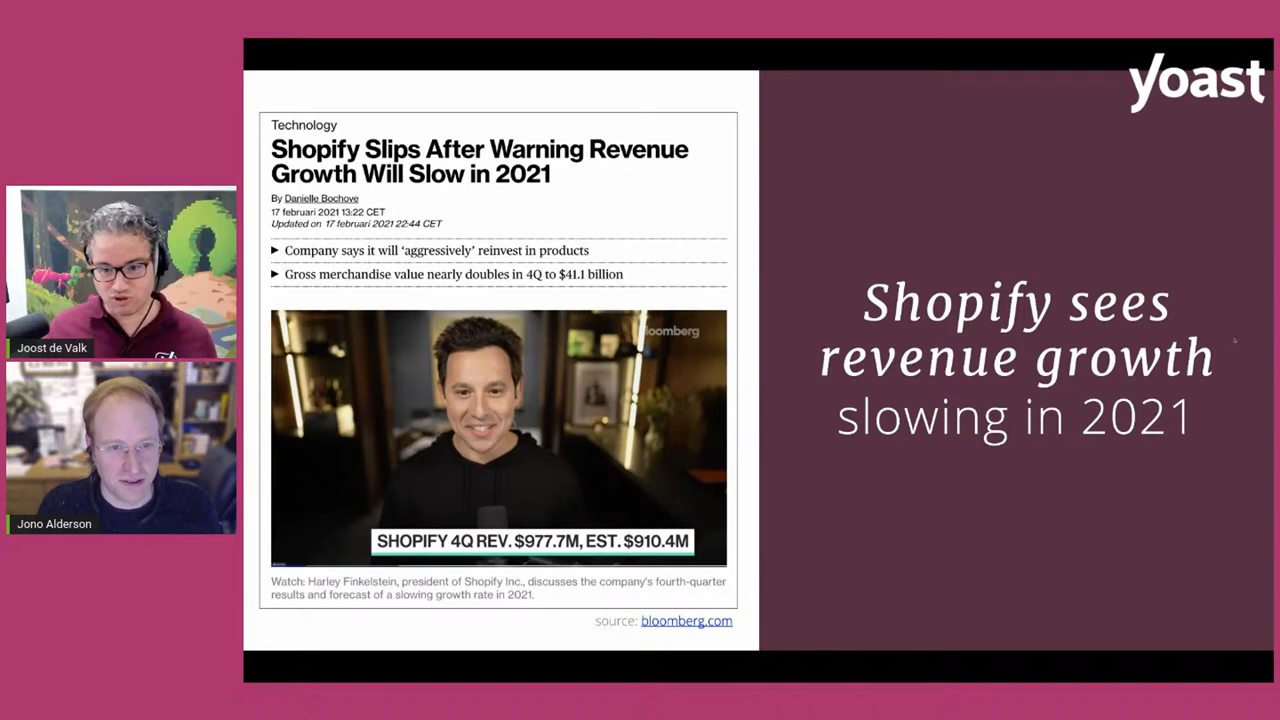 yoast
Technology
Shopify Slips After Warning Revenue
Growth Will Slow in 2021
By Danielle Bochove
17 februari 2021 13:22 CET
Updated on 17 februari 2021 22:44 CET
► Company says it will ‘aggressively’ reinvest in products
► Gross merchandise value nearly doubles in 4Q to $41.1 billion
Bloomberg
SHOPIFY 4Q REV. $977.7M, EST. $910.4M
Watch: Harley Finkelstein, president of Shopify Inc., discusses the company's fourth-quarter
results and forecast of a slowing growth rate in 2021.
source: bloomberg.com
Shopify sees
revenue growth
slowing in 2021
Joost de Valk
Jono Alderson